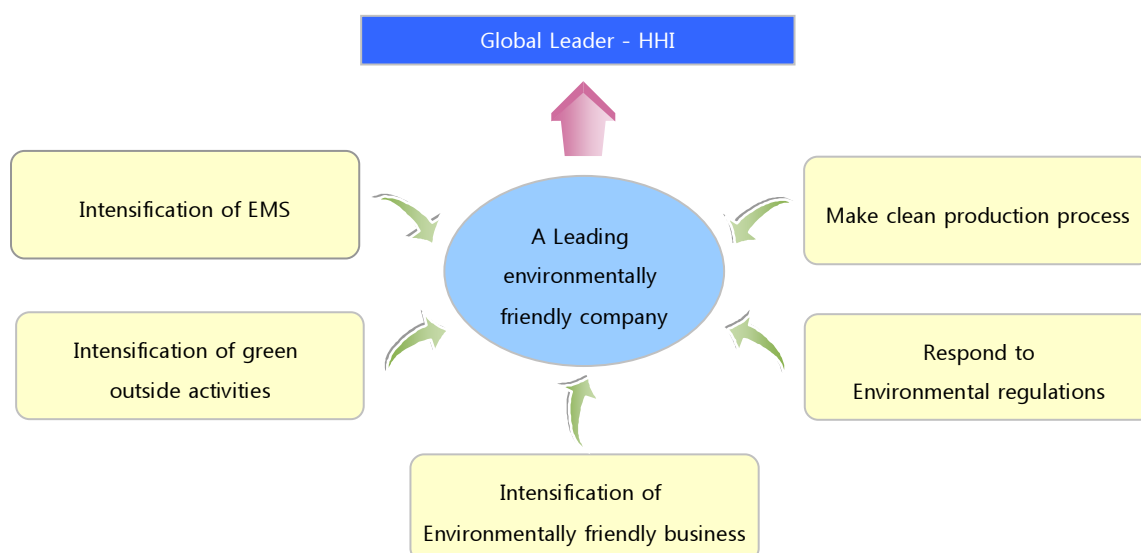 Global Leader - HHI
Intensification of EMS
Make clean production process
A Leading
environmentally
friendly company
Intensification of green
outside activities
Respond to
Environmental regulations
Intensification of
Environmentally friendly business